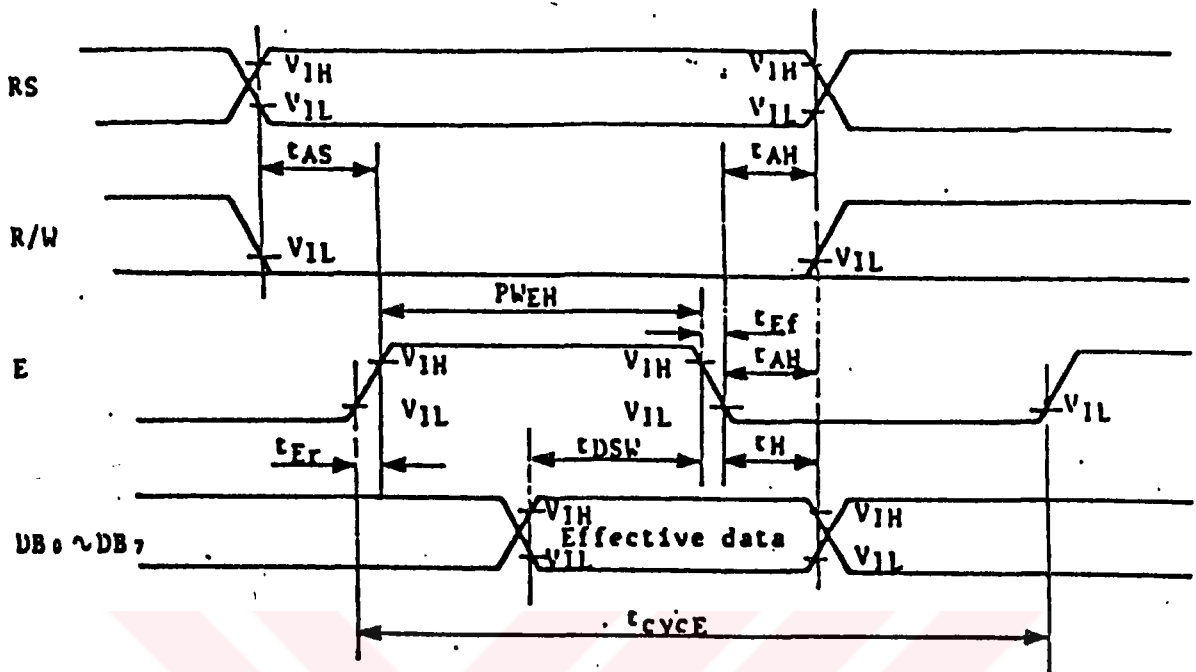 RS
VIH
VIL
VIH
VIL
tAS
tAH
R/W
VIL
VIL
PWEH
tEf
tAH
E
VIH
VIL
VIH
VIL
VIL
tEr
tDSW
tH
DB0 ~DB7
VIH
Effective data
VIL
VIH
VIL
tCYCE